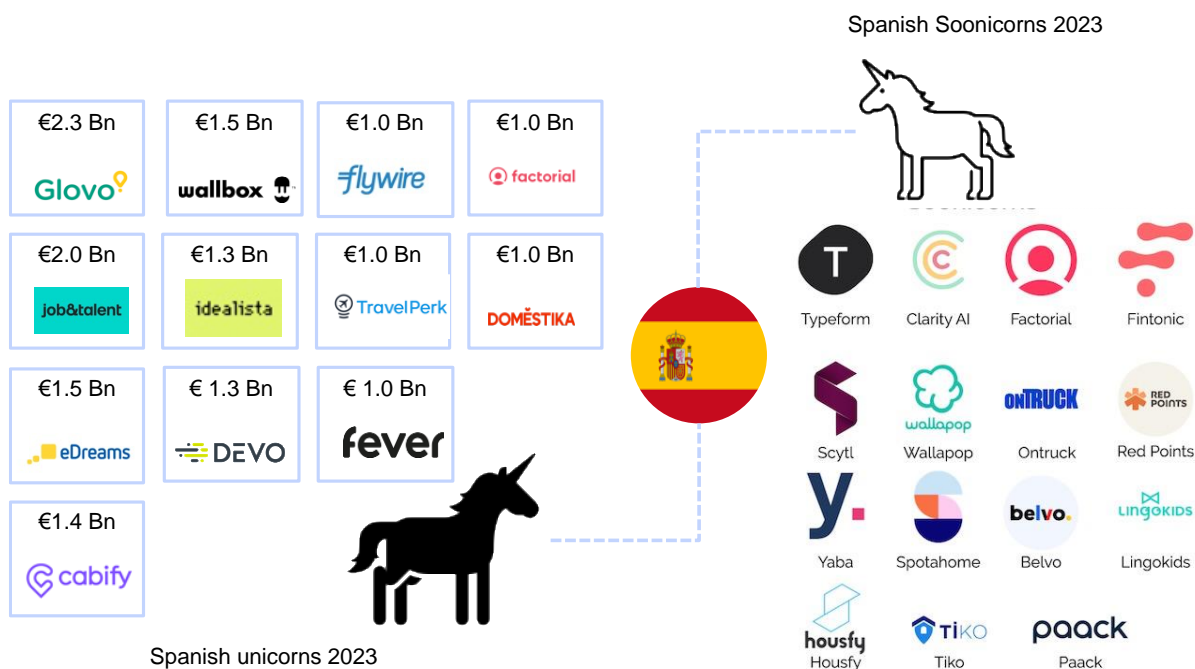 Spanish Soonicorns 2023
€2.3 Bn
Glovo
€1.5 Bn
wallbox
€1.0 Bn
flywire
€1.0 Bn
factorial
€2.0 Bn
job&talent
€1.3 Bn
idealista
€1.0 Bn
TravelPerk
€1.0 Bn
DOMĚSTIKA
€1.5 Bn
eDreams
€ 1.3 Bn
DEVO
€ 1.0 Bn
fever
€1.4 Bn
cabify
Spanish unicorns 2023
T
Typeform
C
Clarity AI
Factorial
Fintonic
Scytl
wallapop
Wallapop
ONTRUCK
Ontruck
RED
POINTS
Red Points
y.
Yaba
Spotahome
belvo.
Belvo
LINGOKIDS
Lingokids
housfy
Housfy
TiKO
Tiko
paack
Paack